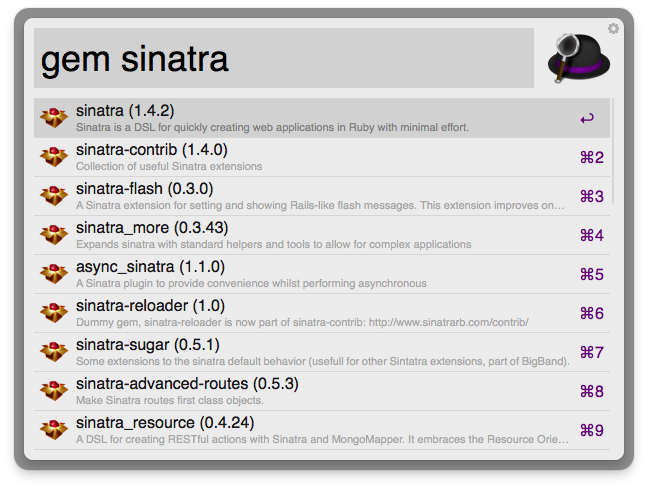 gem sinatra
sinatra (1.4.2)
↩
Sinatra is a DSL for quickly creating web applications in Ruby with minimal effort.
sinatra-contrib (1.4.0)
⌘2
Collection of useful Sinatra extensions
sinatra-flash (0.3.0)
⌘3
A Sinatra extension for setting and showing Rails-like flash messages. This extension improves on…
sinatra_more (0.3.43)
⌘4
Expands sinatra with standard helpers and tools to allow for complex applications
async_sinatra (1.1.0)
⌘5
A Sinatra plugin to provide convenience whilst performing asynchronous
sinatra-reloader (1.0)
⌘6
Dummy gem, sinatra-reloader is now part of sinatra-contrib: http://www.sinatrarb.com/contrib/
sinatra-sugar (0.5.1)
⌘7
Some extensions to the sinatra default behavior (usefull for other Sintatra extensions, part of BigBand).
sinatra-advanced-routes (0.5.3)
⌘8
Make Sinatra routes first class objects.
sinatra_resource (0.4.24)
⌘9
A DSL for creating RESTful actions with Sinatra and MongoMapper. It embraces the Resource Orie…